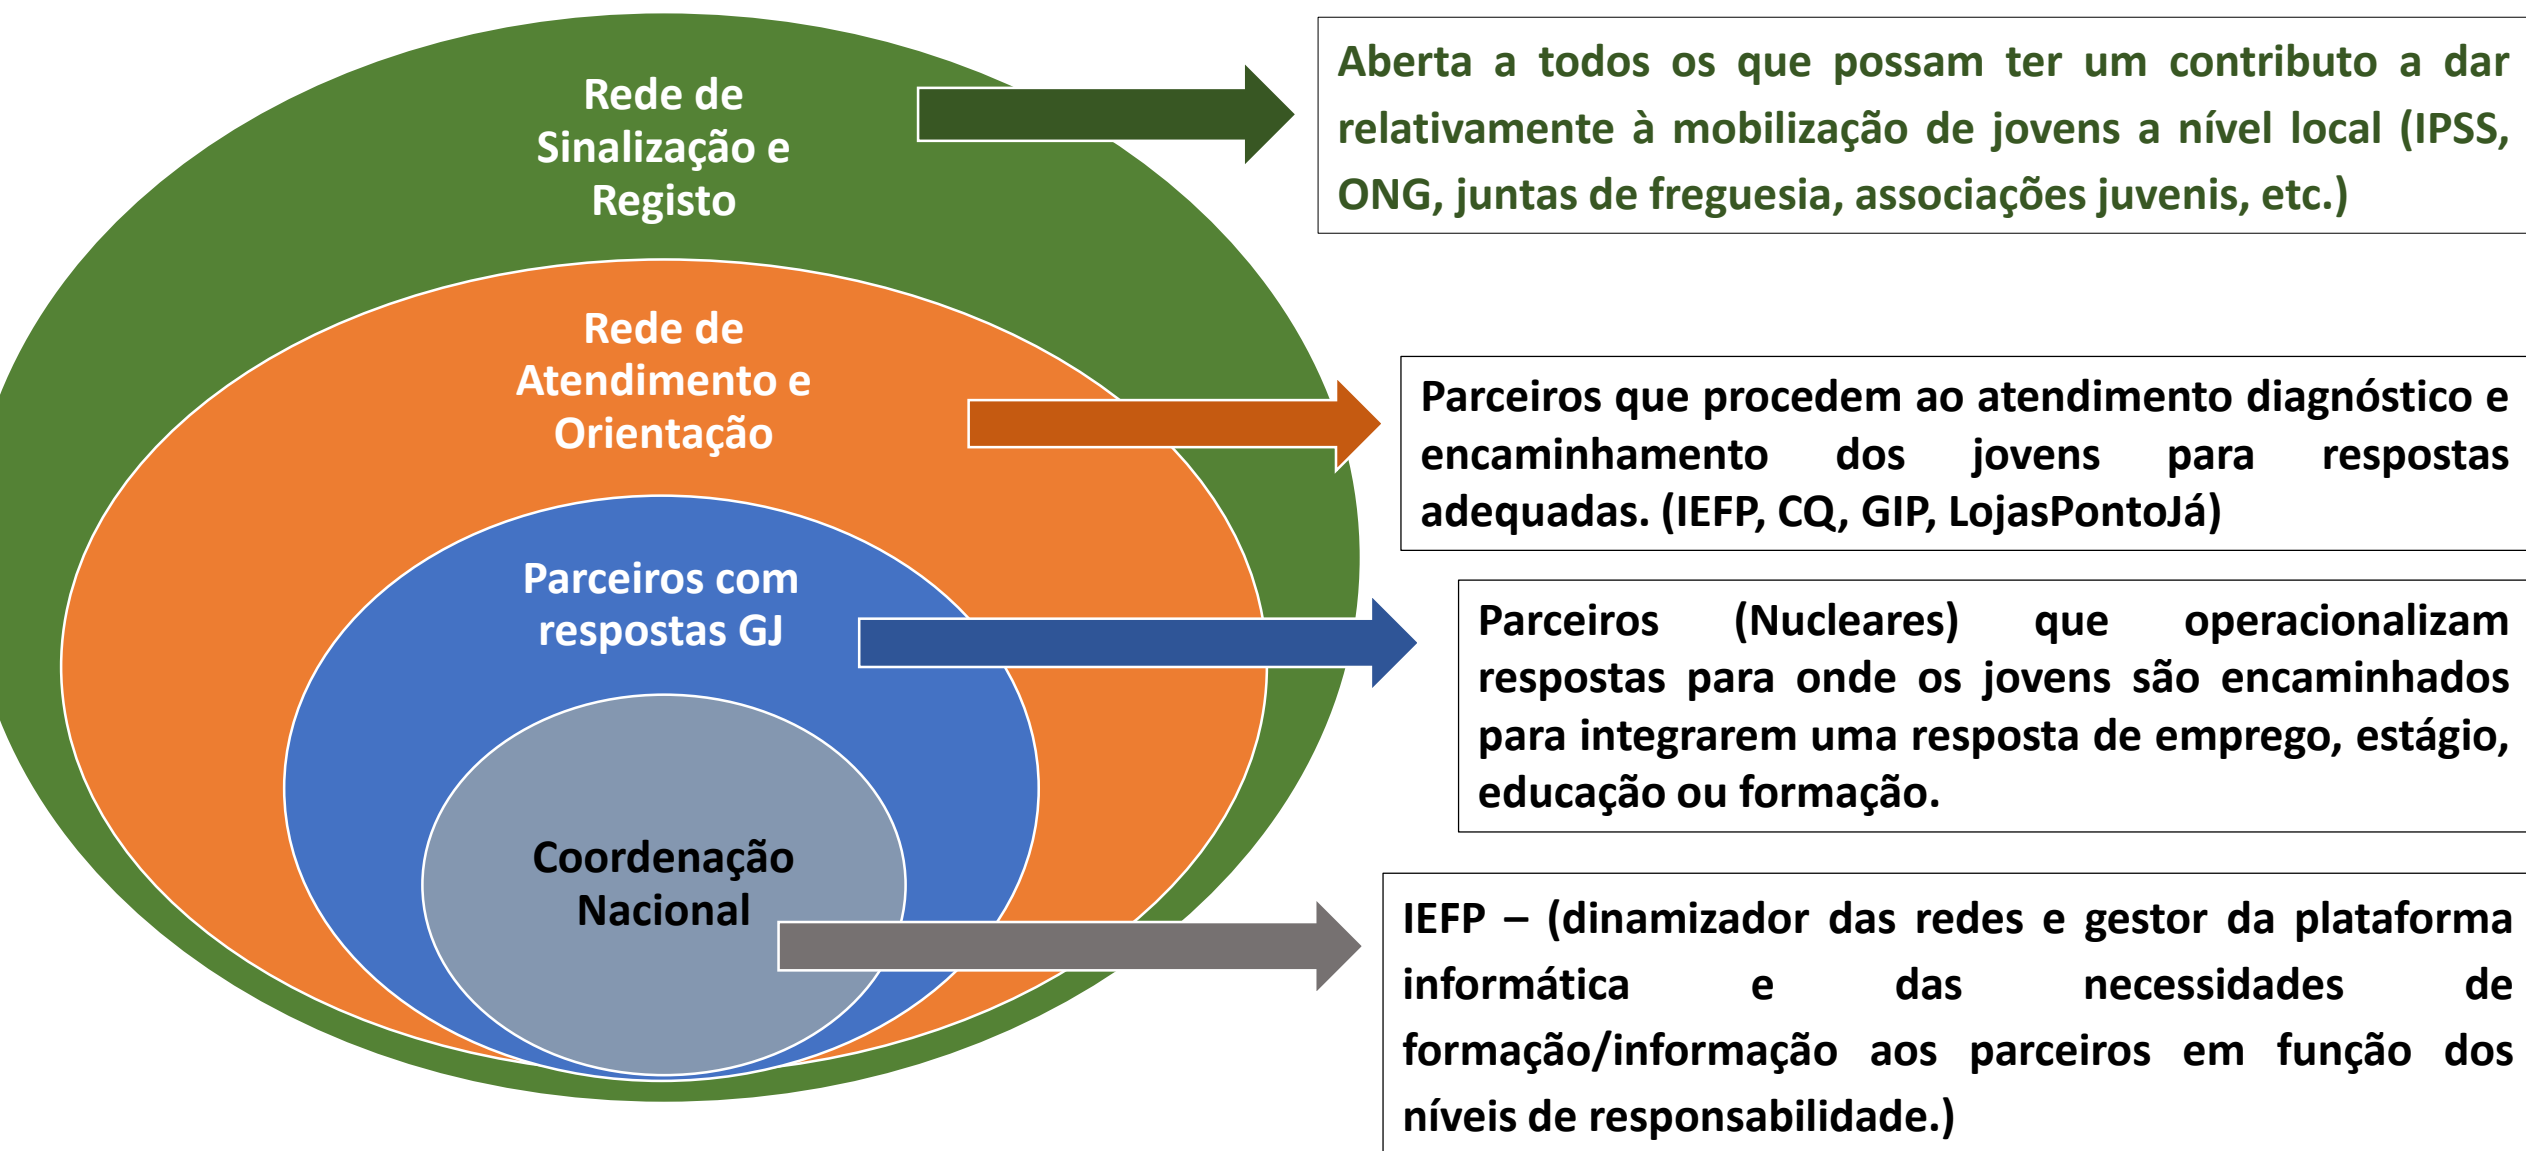 Rede de
Sinalização e
Registo
Aberta a todos os que possam ter um contributo a dar
relativamente à mobilização de jovens a nível local (IPSS,
ONG, juntas de freguesia, associações juvenis, etc.)
Rede de
Atendimento e
Orientação
Parceiros que procedem ao atendimento diagnóstico e
encaminhamento dos jovens para respostas
adequadas. (IEFP, CQ, GIP, LojasPontoJá)
Parceiros com
respostas GJ
Parceiros (Nucleares) que operacionalizam
respostas para onde os jovens são encaminhados
para integrarem uma resposta de emprego, estágio,
educação ou formação.
Coordenação
Nacional
IEFP – (dinamizador das redes e gestor da plataforma
informática e das necessidades de
formação/informação aos parceiros em função dos
níveis de responsabilidade.)